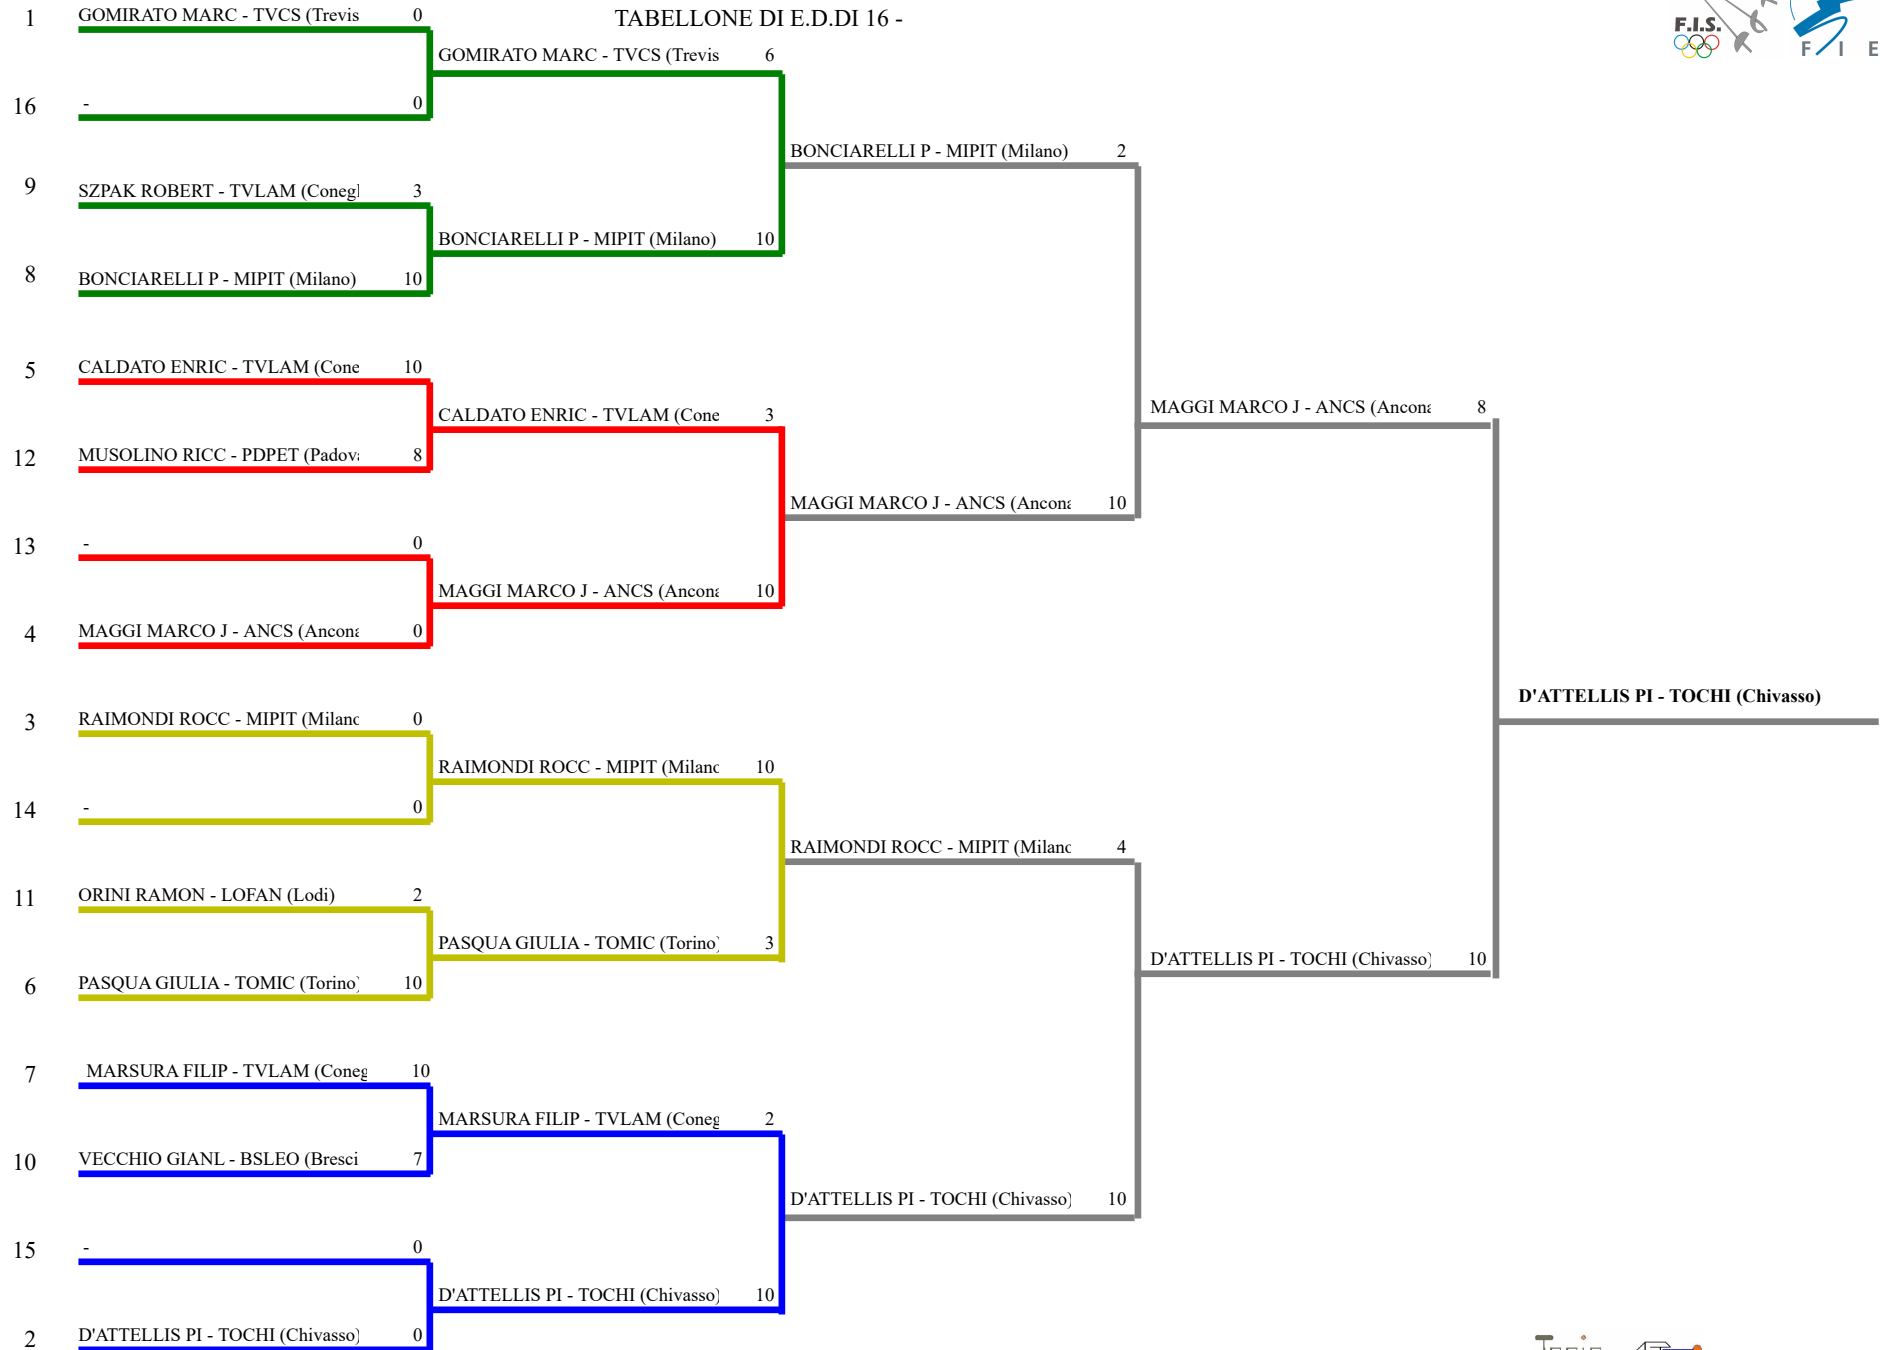 TABELLONE DI E.D.DI 16 -
F.I.S.
F I E
1 GOMIRATO MARC - TVCS (Trevis 0
GOMIRATO MARC - TVCS (Trevis 6
16 - 0
BONCIARELLI P - MIPIT (Milano) 2
9 SZPAK ROBERT - TVLAM (Conegl 3
BONCIARELLI P - MIPIT (Milano) 10
8 BONCIARELLI P - MIPIT (Milano) 10
5 CALDATO ENRIC - TVLAM (Cone 10
CALDATO ENRIC - TVLAM (Cone 3
MAGGI MARCO J - ANCS (Ancona 8
12 MUSOLINO RICC - PDPET (Padova 8
MAGGI MARCO J - ANCS (Ancona 10
13 - 0
MAGGI MARCO J - ANCS (Ancona 10
4 MAGGI MARCO J - ANCS (Ancona 0
D'ATTELLIS PI - TOCHI (Chivasso)
3 RAIMONDI ROCC - MIPIT (Milano 0
RAIMONDI ROCC - MIPIT (Milano 10
14 - 0
RAIMONDI ROCC - MIPIT (Milano 4
11 ORINI RAMON - LOFAN (Lodi) 2
PASQUA GIULIA - TOMIC (Torino) 3
D'ATTELLIS PI - TOCHI (Chivasso) 10
6 PASQUA GIULIA - TOMIC (Torino) 10
7 MARSURA FILIP - TVLAM (Coneg 10
MARSURA FILIP - TVLAM (Coneg 2
10 VECCHIO GIANL - BSLEO (Bresci 7
D'ATTELLIS PI - TOCHI (Chivasso) 10
15 - 0
D'ATTELLIS PI - TOCHI (Chivasso) 10
2 D'ATTELLIS PI - TOCHI (Chivasso) 0